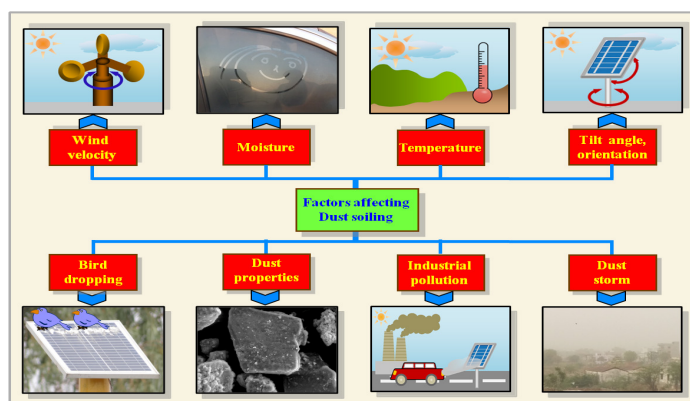 Wind
velocity
Moisture
Temperature
Tilt angle,
orientation
Factors affecting
Dust soiling
Bird
dropping
Dust
properties
Industrial
pollution
Dust
storm